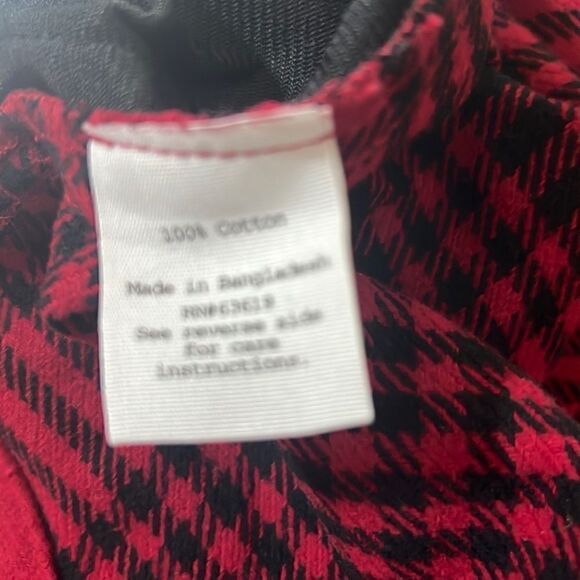 100% Cotton
Made in Bangladesh
RN#63619
See reverse side
for care
instructions.